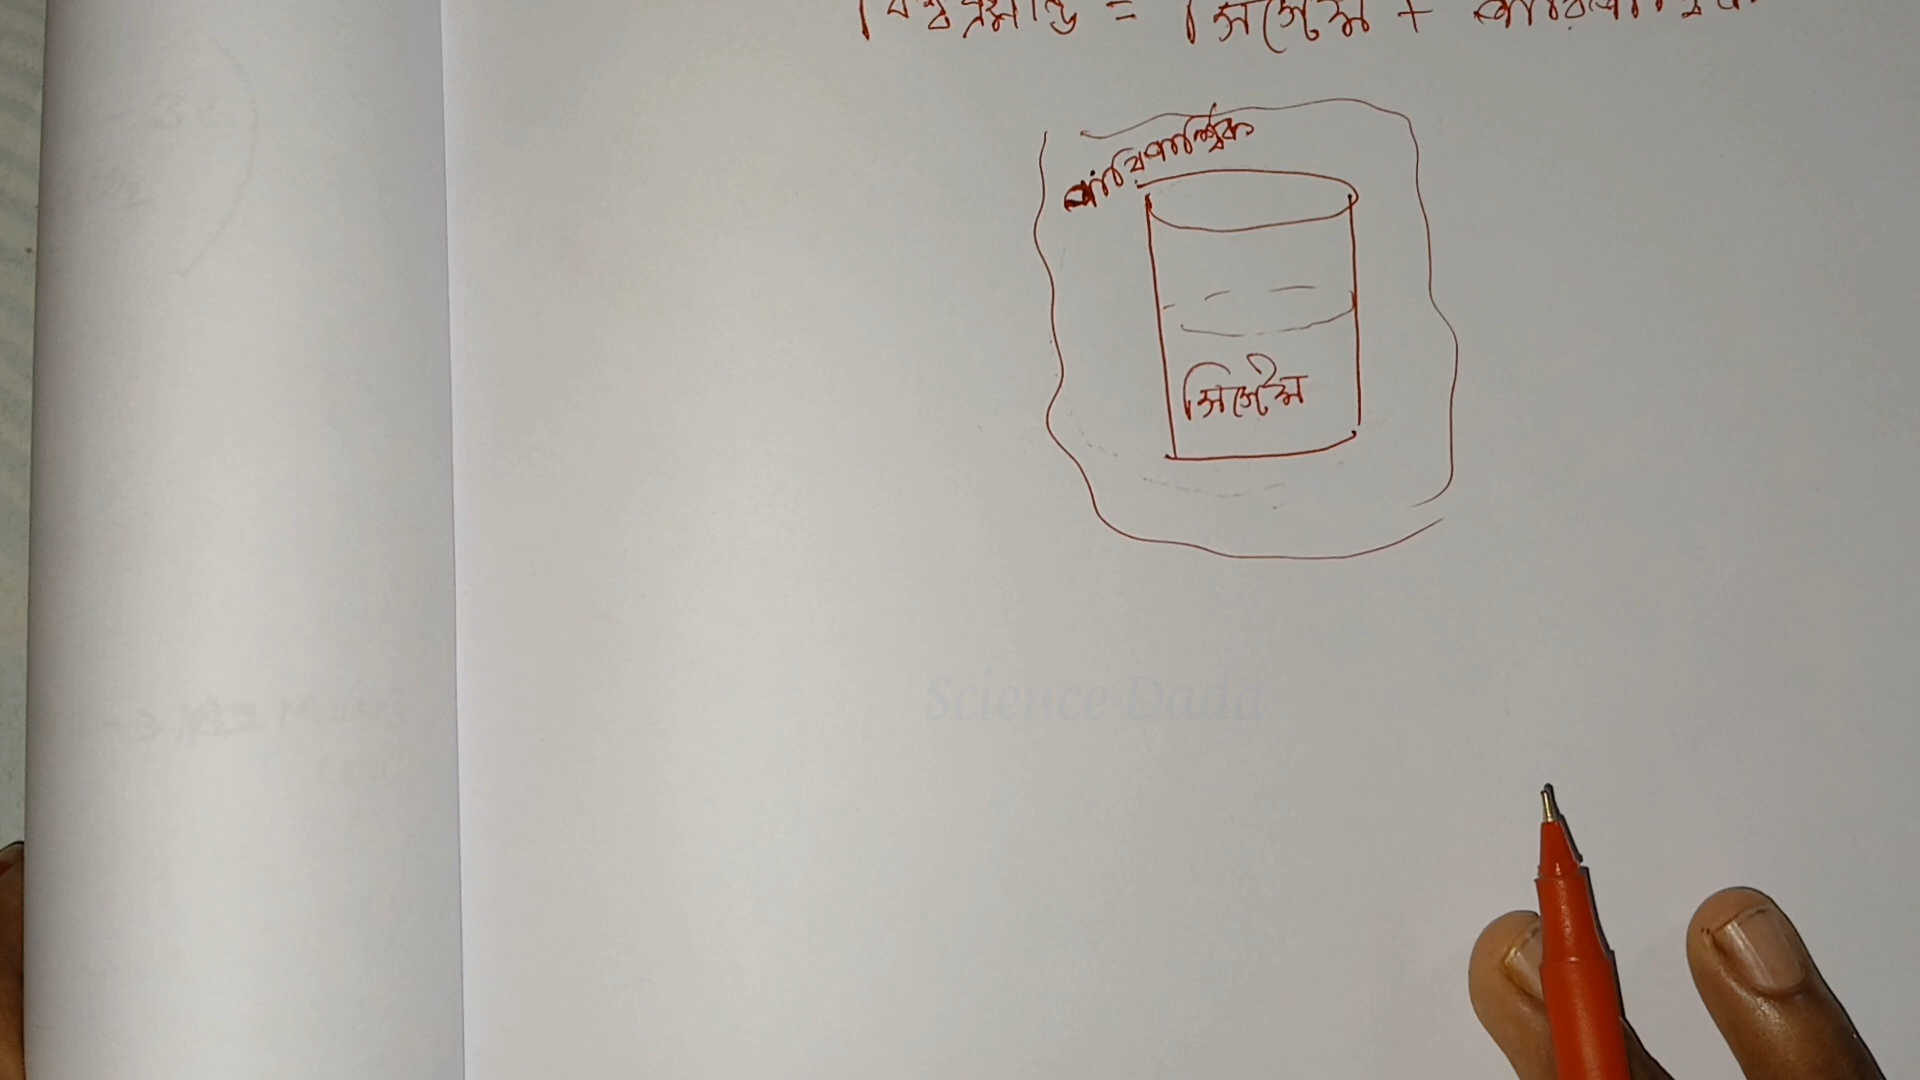 বিশ্বব্রহ্মান্ড = সিস্টেম +
পারিপার্শ্বিক
সিস্টেম
Science Dada